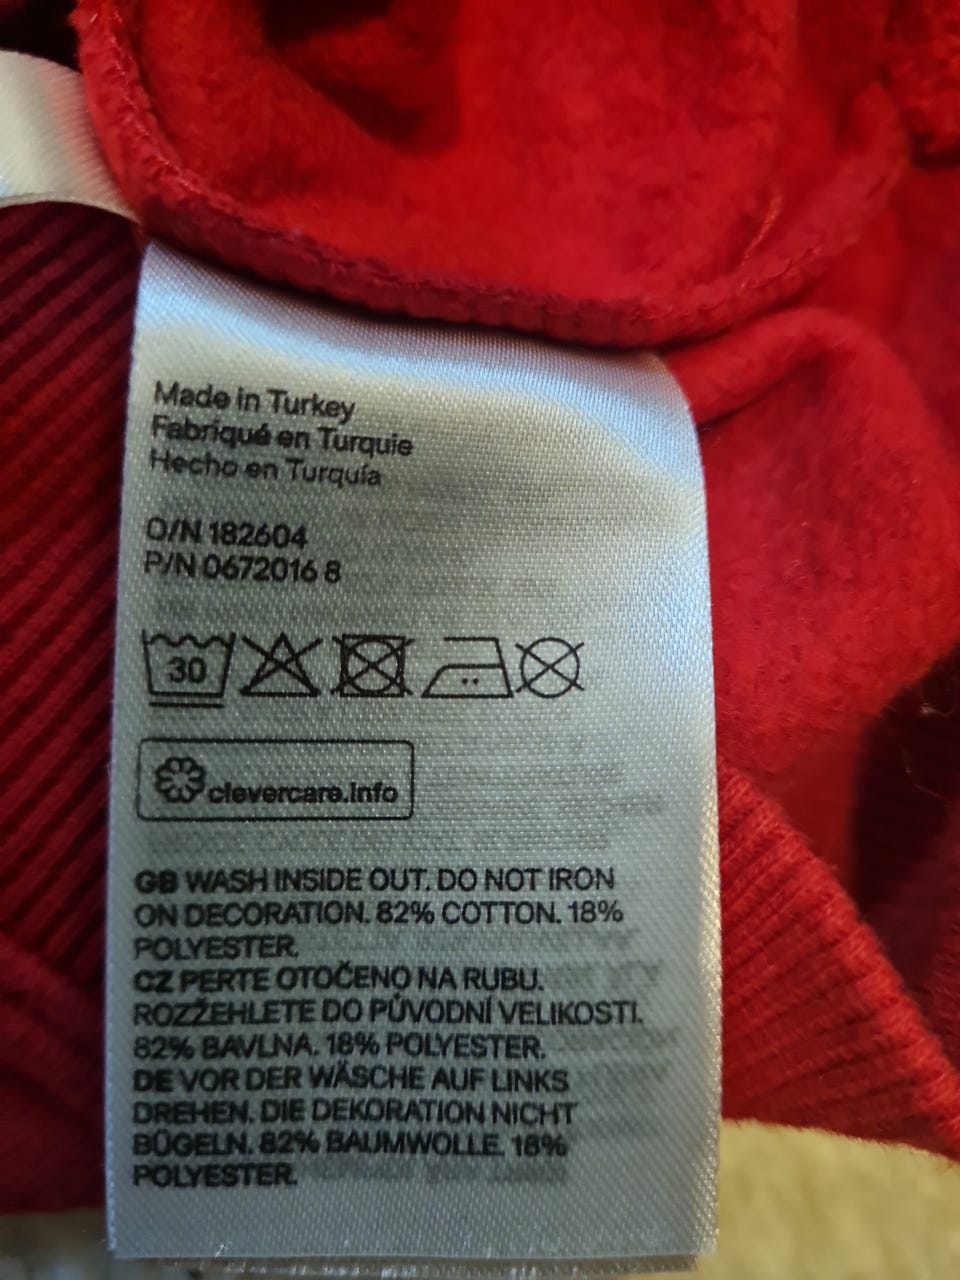 Made in Turkey
Fabriqué en Turquie
Hecho en Turquía
O/N 182604
P/N 0672016 8
30
clevercare.info
GB WASH INSIDE OUT. DO NOT IRON
ON DECORATION. 82% COTTON. 18%
POLYESTER.
CZ PERTE OTOČENO NA RUBU.
ROZŽEHLETE DO PŮVODNÍ VELIKOSTI.
82% BAVLNA. 18% POLYESTER.
DE VOR DER WÄSCHE AUF LINKS
DREHEN. DIE DEKORATION NICHT
BÜGELN. 82% BAUMWOLLE. 18%
POLYESTER.